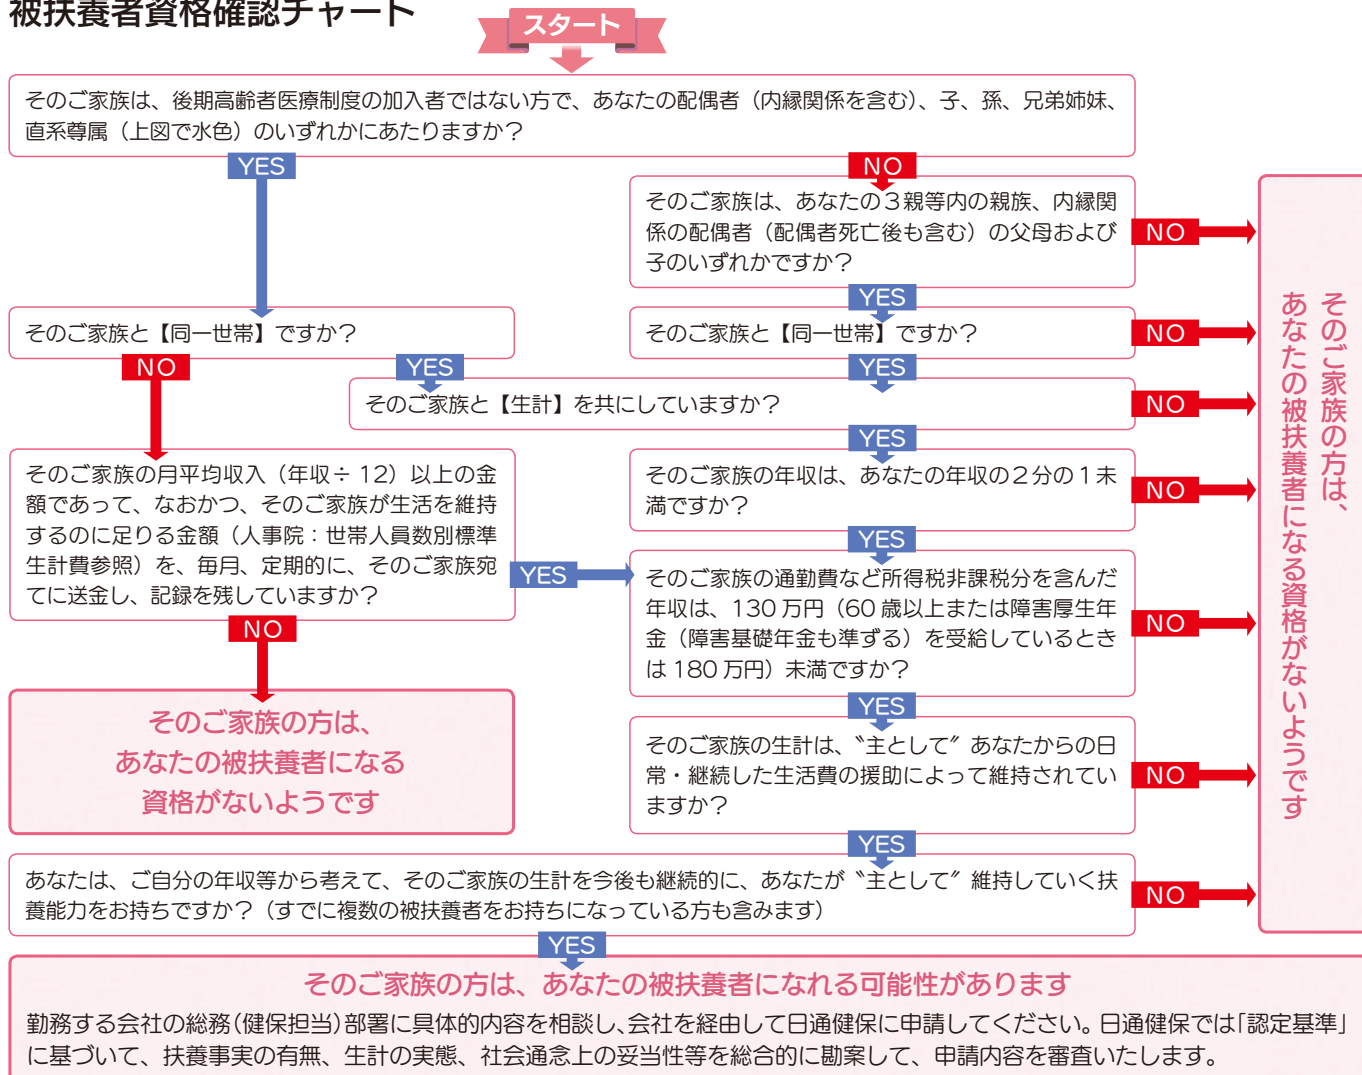 被扶養者資格確認チャート
スタート
そのご家族は、後期高齢者医療制度の加入者ではない方で、あなたの配偶者（内縁関係を含む）、子、孫、兄弟姉妹、
直系尊属（上図で水色）のいずれかにあたりますか？
YES
NO
そのご家族は、あなたの３親等内の親族、内縁関
係の配偶者（配偶者死亡後も含む）の父母および
子のいずれかですか？
NO
YES
そのご家族と【同一世帯】ですか？
そのご家族と【同一世帯】ですか？
NO
NO
YES
YES
そのご家族と【生計】を共にしていますか？
NO
YES
そのご家族の月平均収入（年収÷12）以上の金
額であって、なおかつ、そのご家族が生活を維持
するのに足りる金額（人事院：世帯人員数別標準
生計費参照）を、毎月、定期的に、そのご家族宛
てに送金し、記録を残していますか？
YES
NO
そのご家族の方は、
あなたの被扶養者になる
資格がないようです
そのご家族の年収は、あなたの年収の２分の１未
満ですか？
NO
YES
そのご家族の通勤費など所得税非課税分を含んだ
年収は、130万円（60歳以上または障害厚生年
金（障害基礎年金も準ずる）を受給しているとき
は180万円）未満ですか？
NO
YES
そのご家族の生計は、〝主として〟あなたからの日
常・継続した生活費の援助によって維持されてい
ますか？
NO
YES
あなたは、ご自分の年収等から考えて、そのご家族の生計を今後も継続的に、あなたが〝主として〟維持していく扶
養能力をお持ちですか？（すでに複数の被扶養者をお持ちになっている方も含みます）
NO
YES
そのご家族の方は、
あなたの被扶養者になる資格がないようです
そのご家族の方は、あなたの被扶養者になれる可能性があります
勤務する会社の総務（健保担当）部署に具体的内容を相談し、会社を経由して日通健保に申請してください。日通健保では「認定基準」
に基づいて、扶養事実の有無、生計の実態、社会通念上の妥当性等を総合的に勘案して、申請内容を審査いたします。